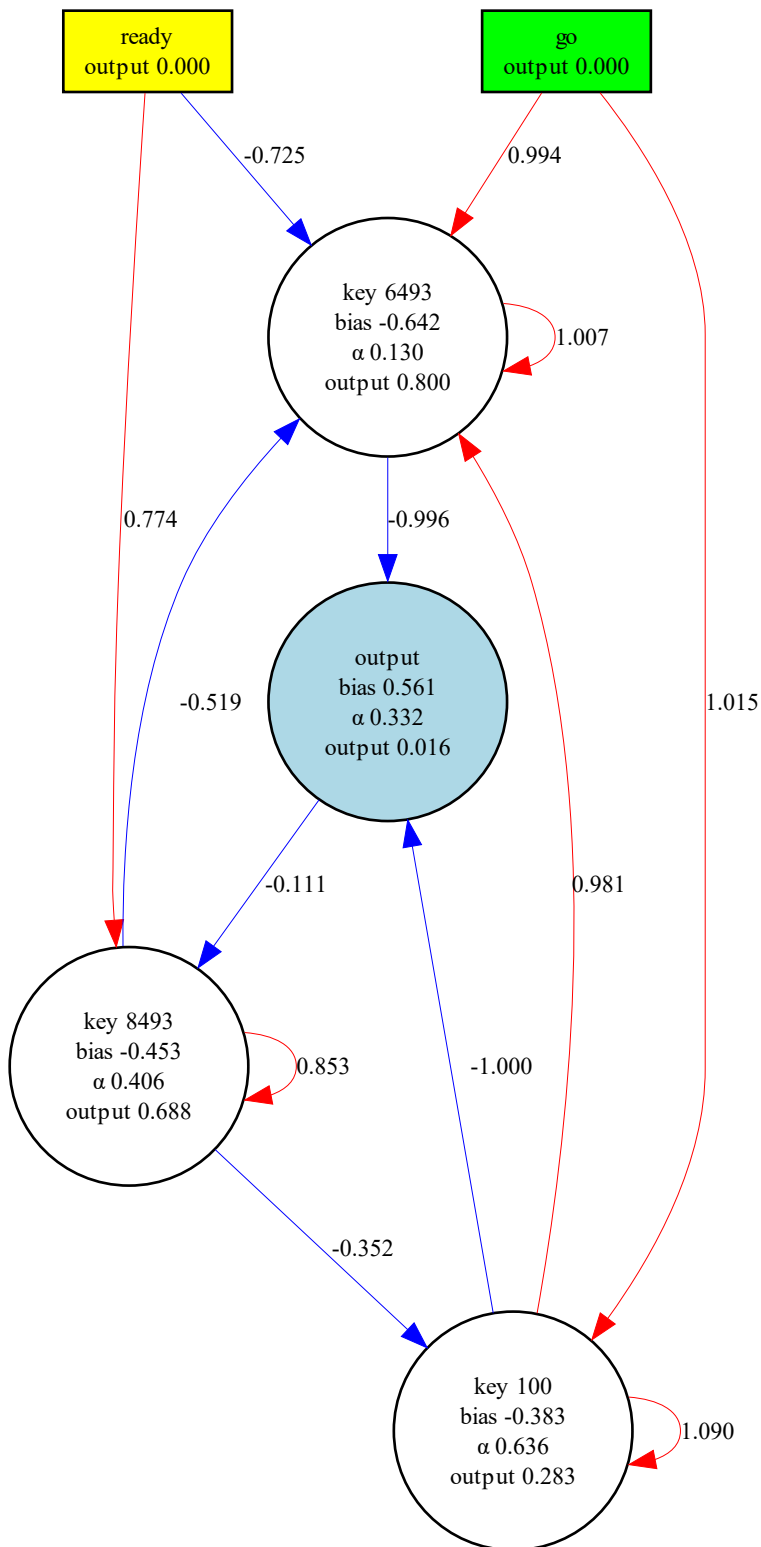 ready
output 0.000
go
output 0.000
-0.725
0.994
key 6493
bias -0.642
α 0.130
output 0.800
1.007
0.774
-0.996
output
bias 0.561
α 0.332
output 0.016
-0.519
1.015
-0.111
0.981
key 8493
bias -0.453
α 0.406
output 0.688
0.853
-1.000
-0.352
key 100
bias -0.383
α 0.636
output 0.283
1.090